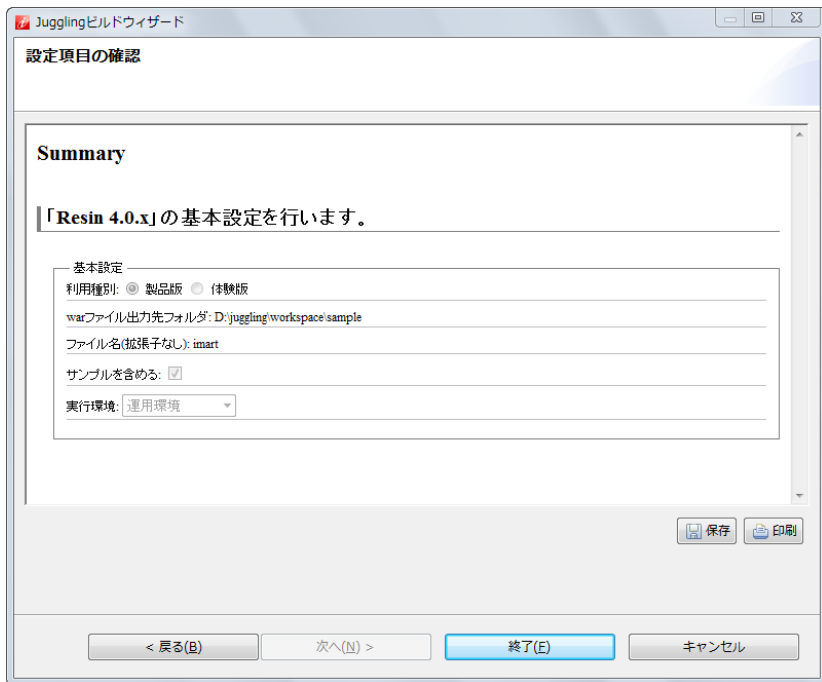 Jugglingビルドウィザード
設定項目の確認
Summary
「Resin 4.0.x」の基本設定を行います。
基本設定
利用種別: 製品版 体験版
warファイル出力先フォルダ: D:\juggling\workspace\sample
ファイル名(拡張子なし): imart
サンプルを含める:
実行環境: 運用環境
保存 印刷
< 戻る(B) 次へ(N) > 終了(F) キャンセル